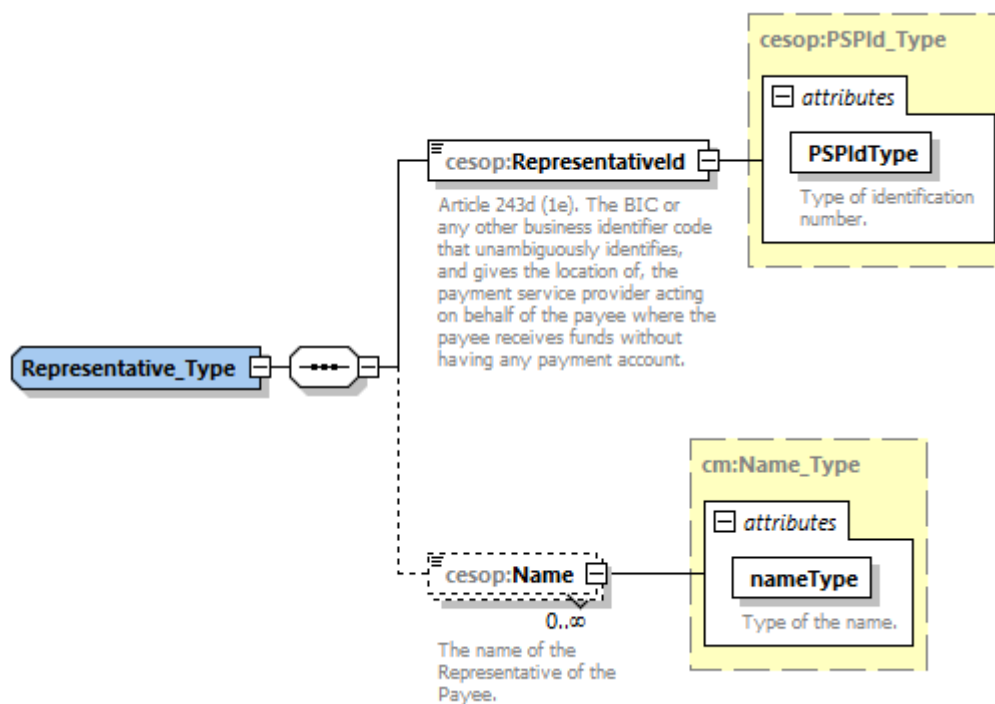 cesop:PSPId_Type
attributes
PSPIdType
Type of identification
number.
cesop:RepresentativeId
Article 243d (1e). The BIC or
any other business identifier code
that unambiguously identifies,
and gives the location of, the
payment service provider acting
on behalf of the payee where the
payee receives funds without
having any payment account.
Representative_Type
cm:Name_Type
attributes
nameType
Type of the name.
cesop:Name
0..∞
The name of the
Representative of the
Payee.